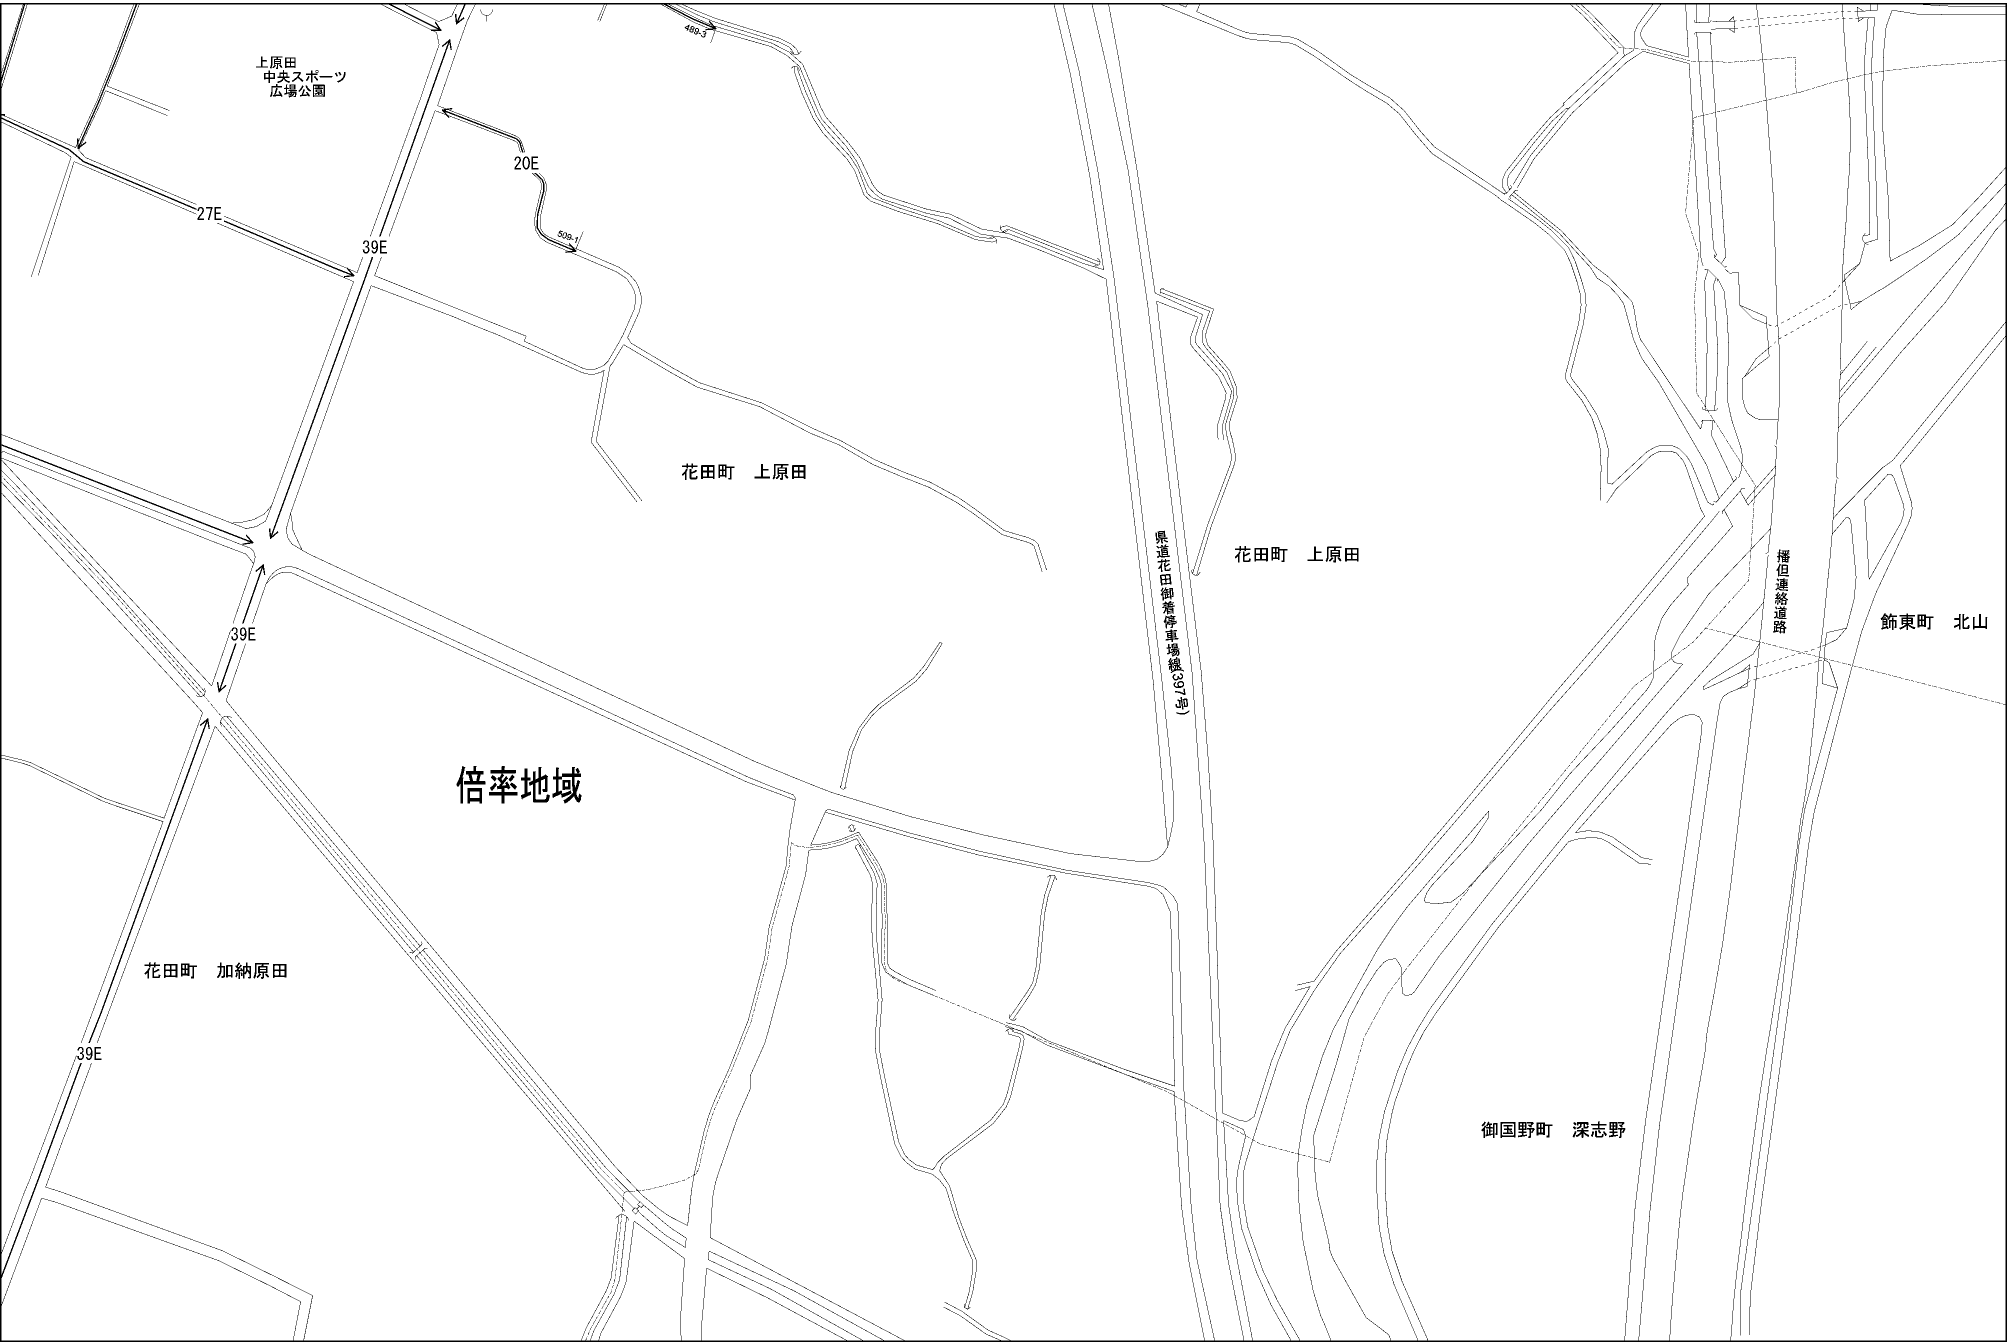 489-3
上原田
中央スポーツ
広場公園
20E
27E
509-1
39E
花田町　上原田
県道花田御着停車場線(397号)
花田町　上原田
播但連絡道路
飾東町　北山
39E
倍率地域
花田町　加納原田
39E
御国野町　深志野